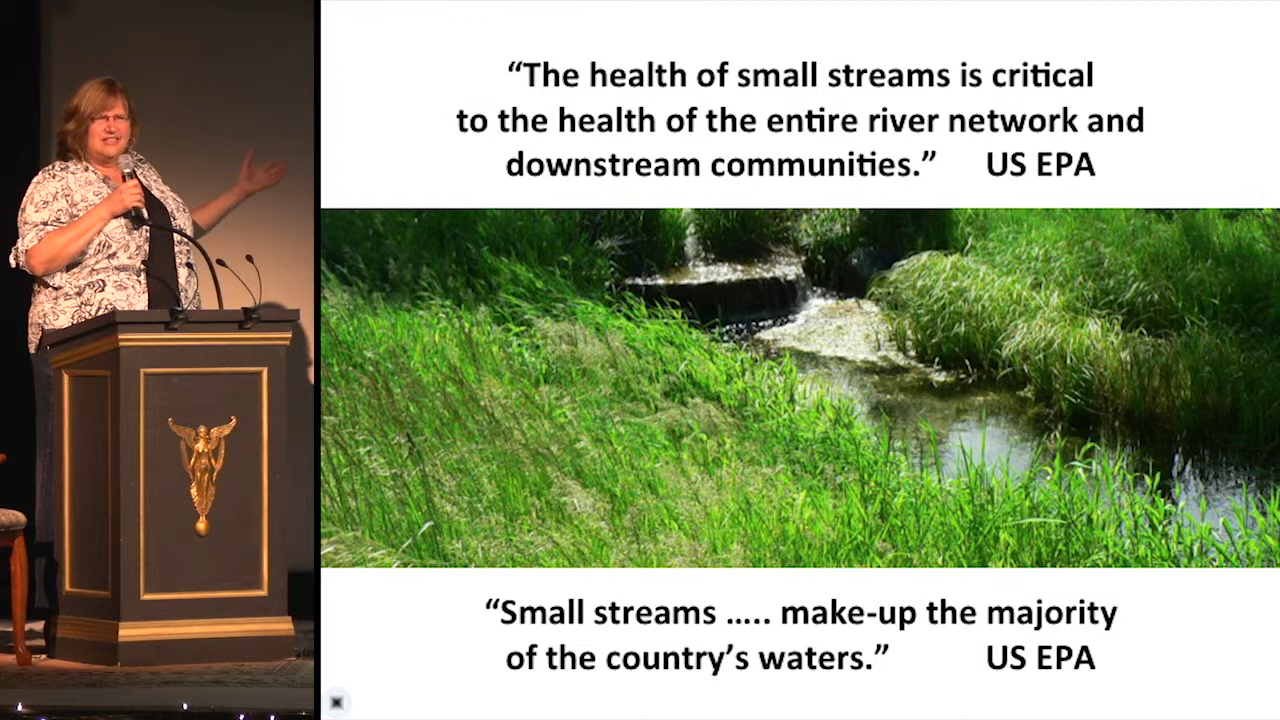 “The health of small streams is critical
to the health of the entire river network and
downstream communities.” US EPA
“Small streams ..... make-up the majority
of the country’s waters.” US EPA